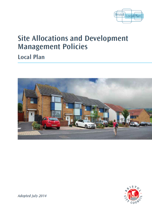 Site Allocations and Development
Management Policies
Local Plan
Adopted July 2014